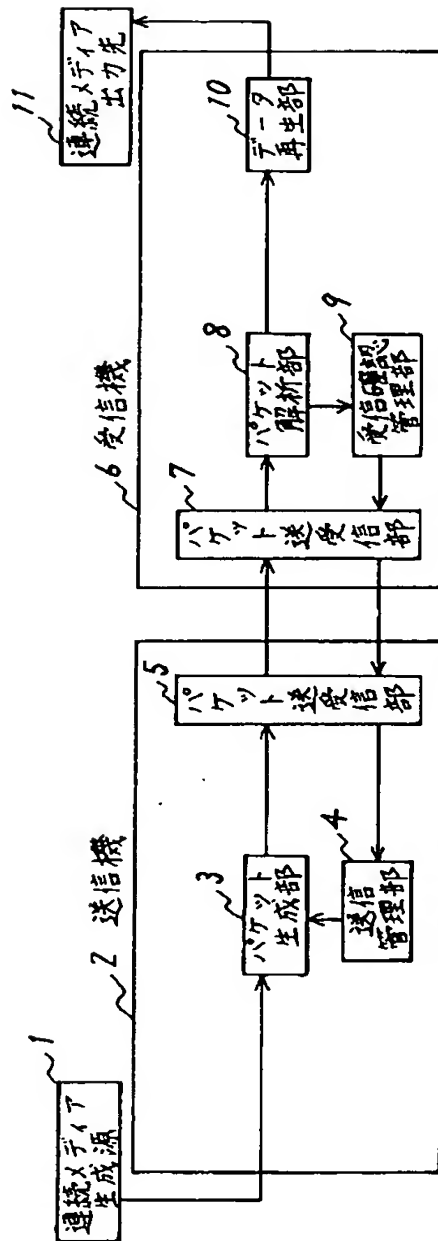 1
連続メディア
生成源
2 送信機
3
パケット
生成部
4
送信
管理部
5
パケット送受信部
6 受信機
7
パケット送受信部
8
パケット
解析部
9
受信確認
管理部
10
データ
再生部
11
連続メディア
出力先